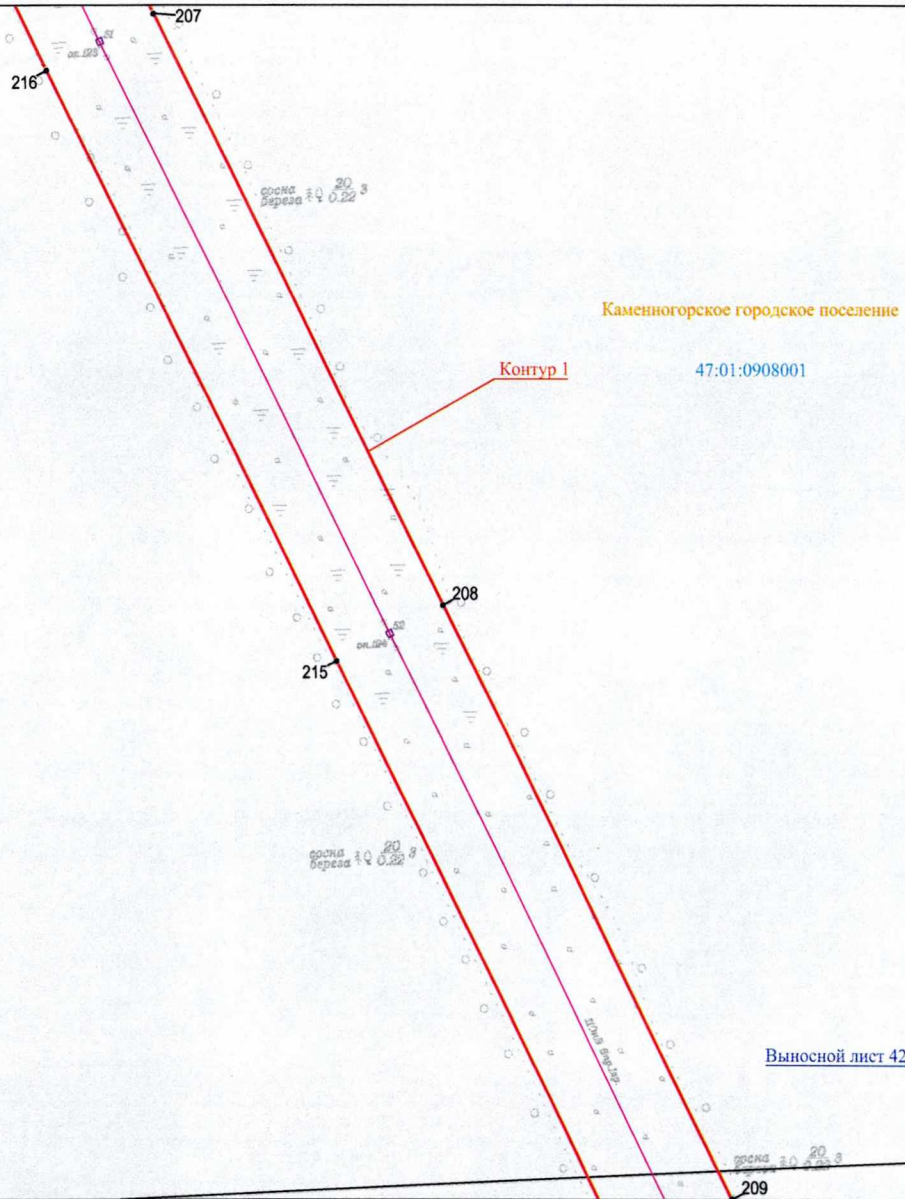 207
51
оп.123
216
сосна 20 3
береза 0.22
Каменногорское городское поселение
Контур 1
47:01:0908001
208
52
оп.124
215
сосна 20 3
береза 0.22
Выносной лист 42
сосна 20 3
209